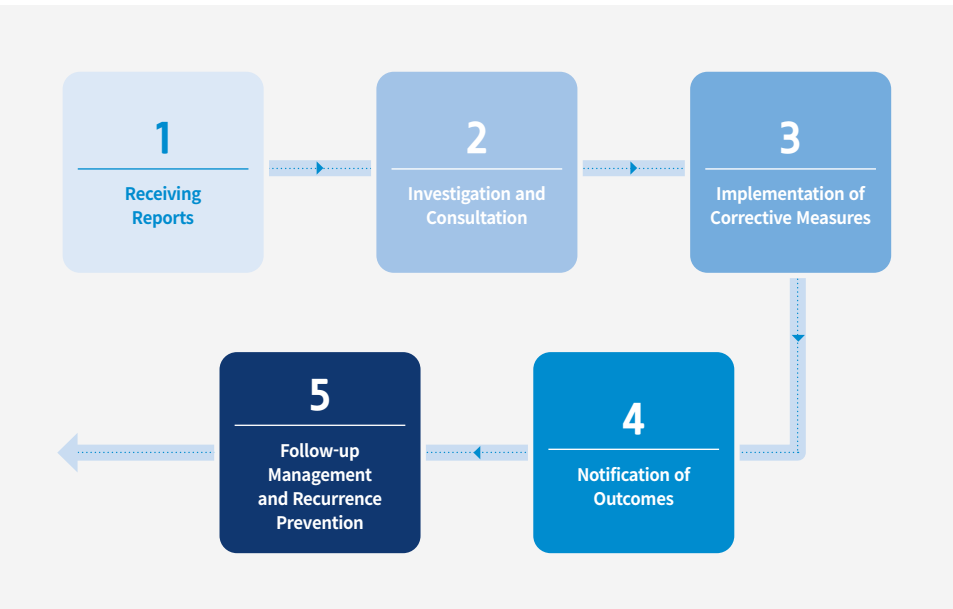 1
Receiving
Reports
2
Investigation and
Consultation
3
Implementation of
Corrective Measures
4
Notification of
Outcomes
5
Follow-up
Management
and Recurrence
Prevention